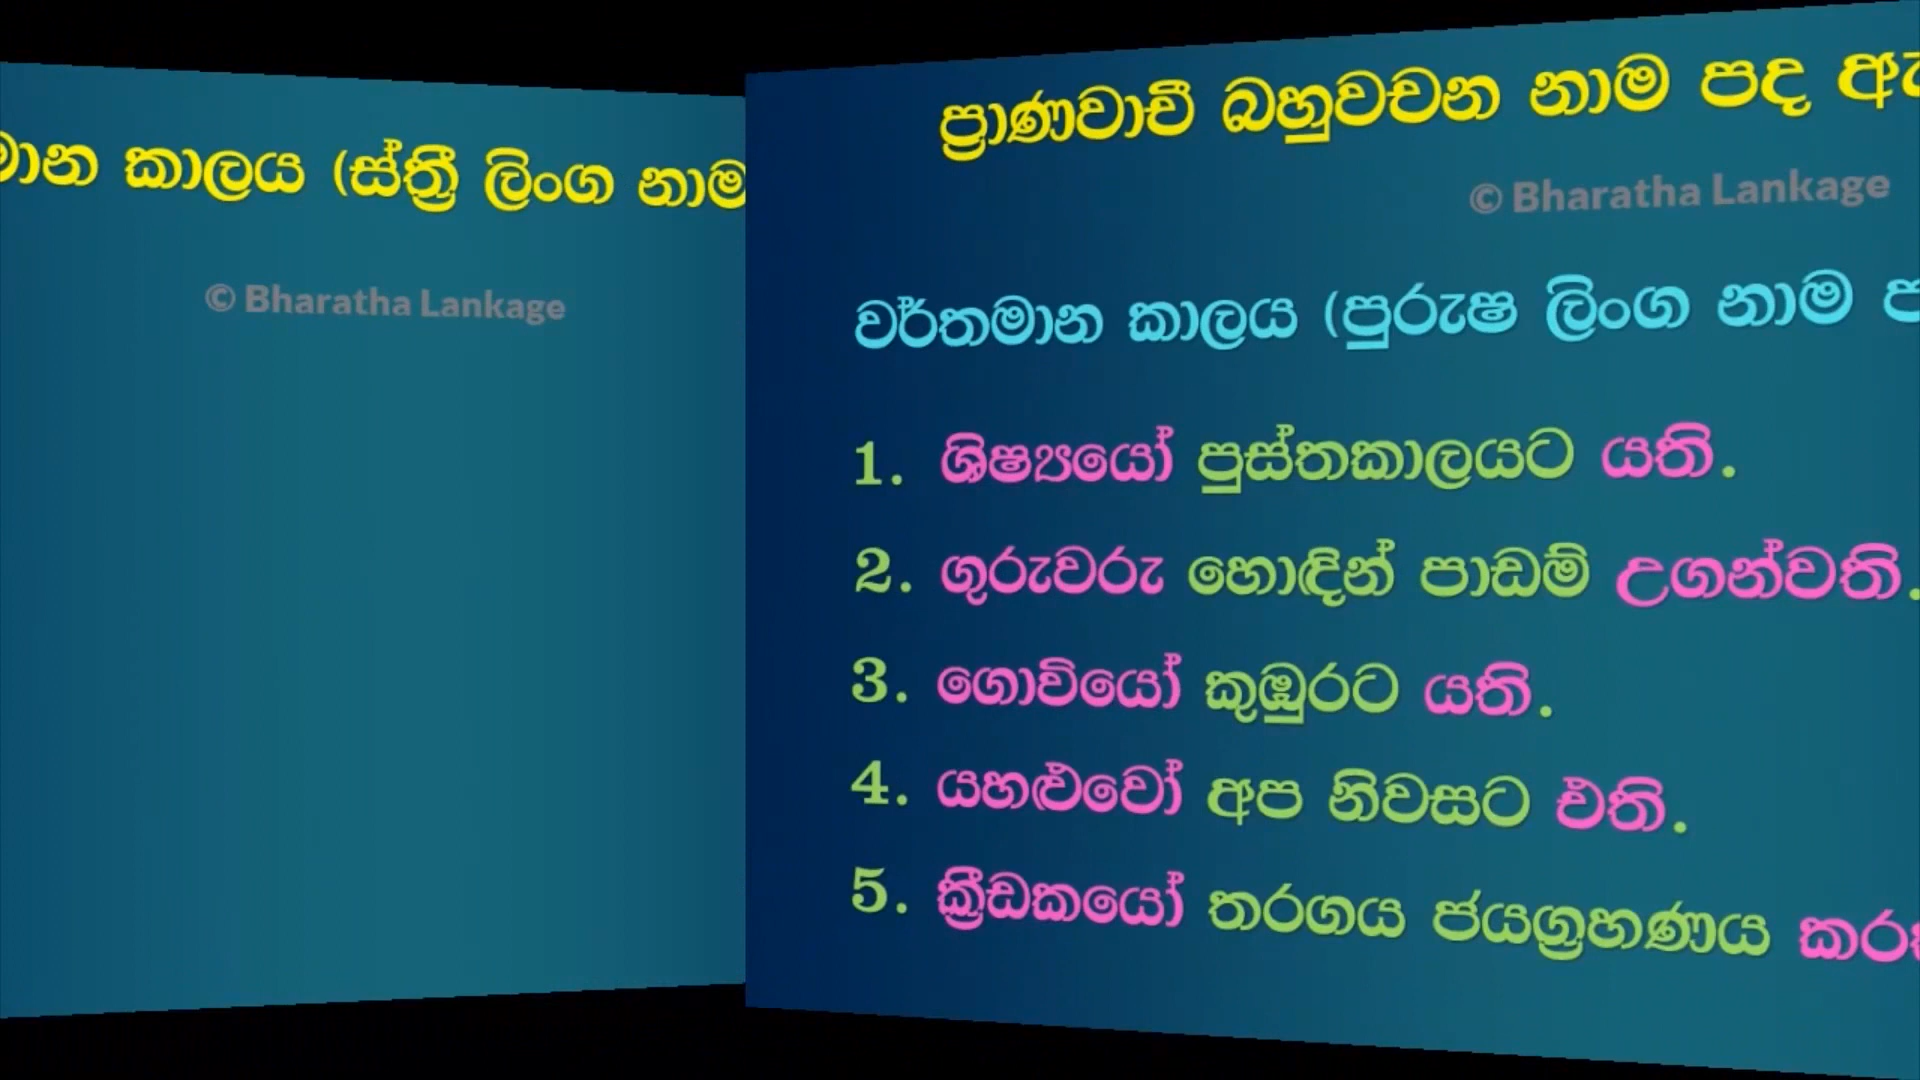 කාලය (ස්ත්‍රී ලිංග නාම
© Bharatha Lankage
ප්‍රාණවාචී බහුවචන නාම පද
© Bharatha Lankage
වර්තමාන කාලය (පුරුෂ ලිංග නාම
1. ශිෂ්‍යයෝ පුස්තකාලයට යති.
2. ගුරුවරු හොඳින් පාඩම් උගන්වති.
3. ගොවියෝ කුඹුරට යති.
4. යහළුවෝ අප නිවසට එති.
5. ක්‍රීඩකයෝ තරගය ජයග්‍රහණය